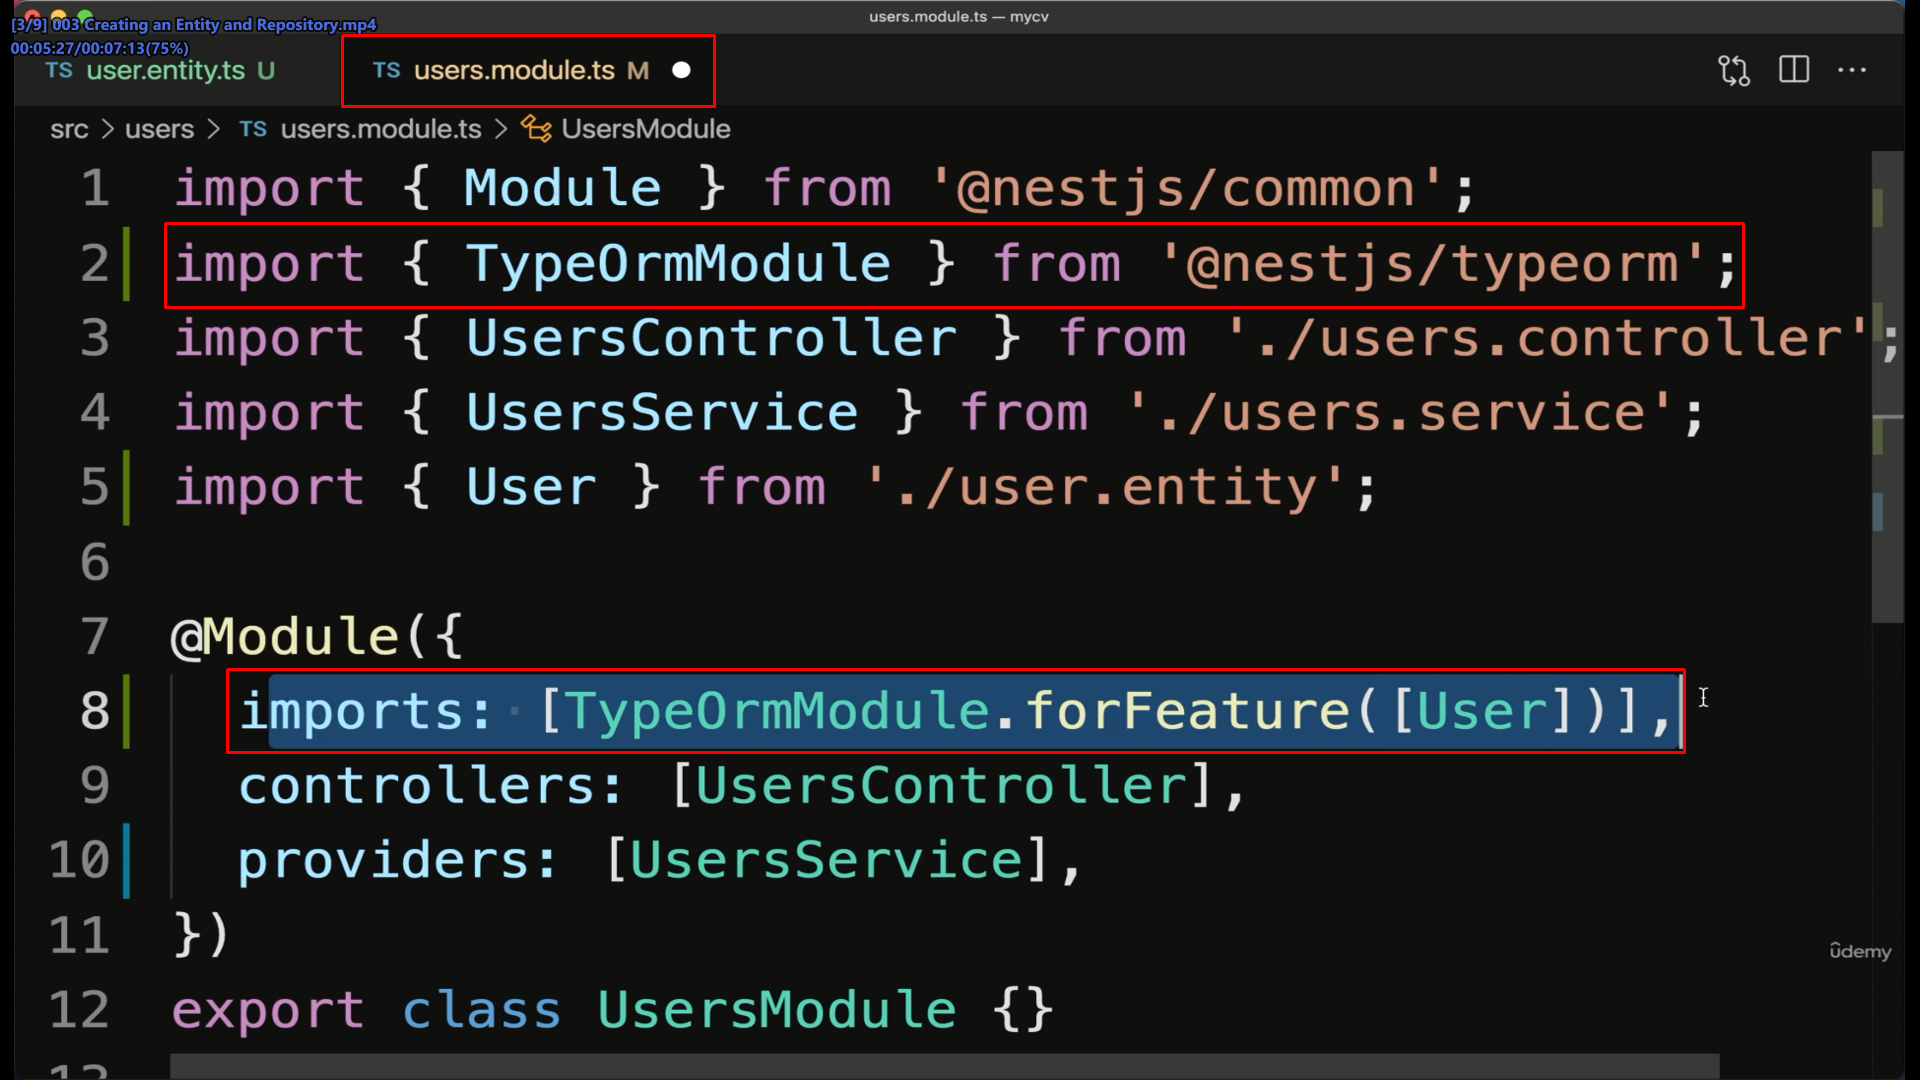 users.module.ts — mycv
[3/9] 003 Creating an Entity and Repository.mp4
00:05:27/00:07:13(75%)
TS user.entity.ts U
TS users.module.ts M
src > users > TS users.module.ts > UsersModule
1 import { Module } from '@nestjs/common';
2 import { TypeOrmModule } from '@nestjs/typeorm';
3 import { UsersController } from './users.controller';
4 import { UsersService } from './users.service';
5 import { User } from './user.entity';
6
7 @Module({
8 imports: [TypeOrmModule.forFeature([User])],
9 controllers: [UsersController],
10 providers: [UsersService],
11 })
12 export class UsersModule {}
13
ûdemy